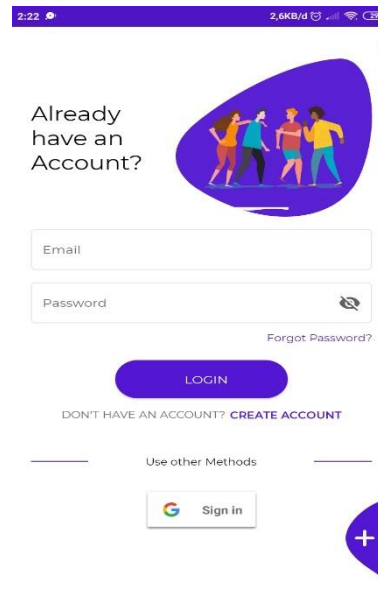 2:22
2,6KB/d
Already
have an
Account?
Email
Password
Forgot Password?
LOGIN
DON'T HAVE AN ACCOUNT? CREATE ACCOUNT
Use other Methods
G Sign in
+